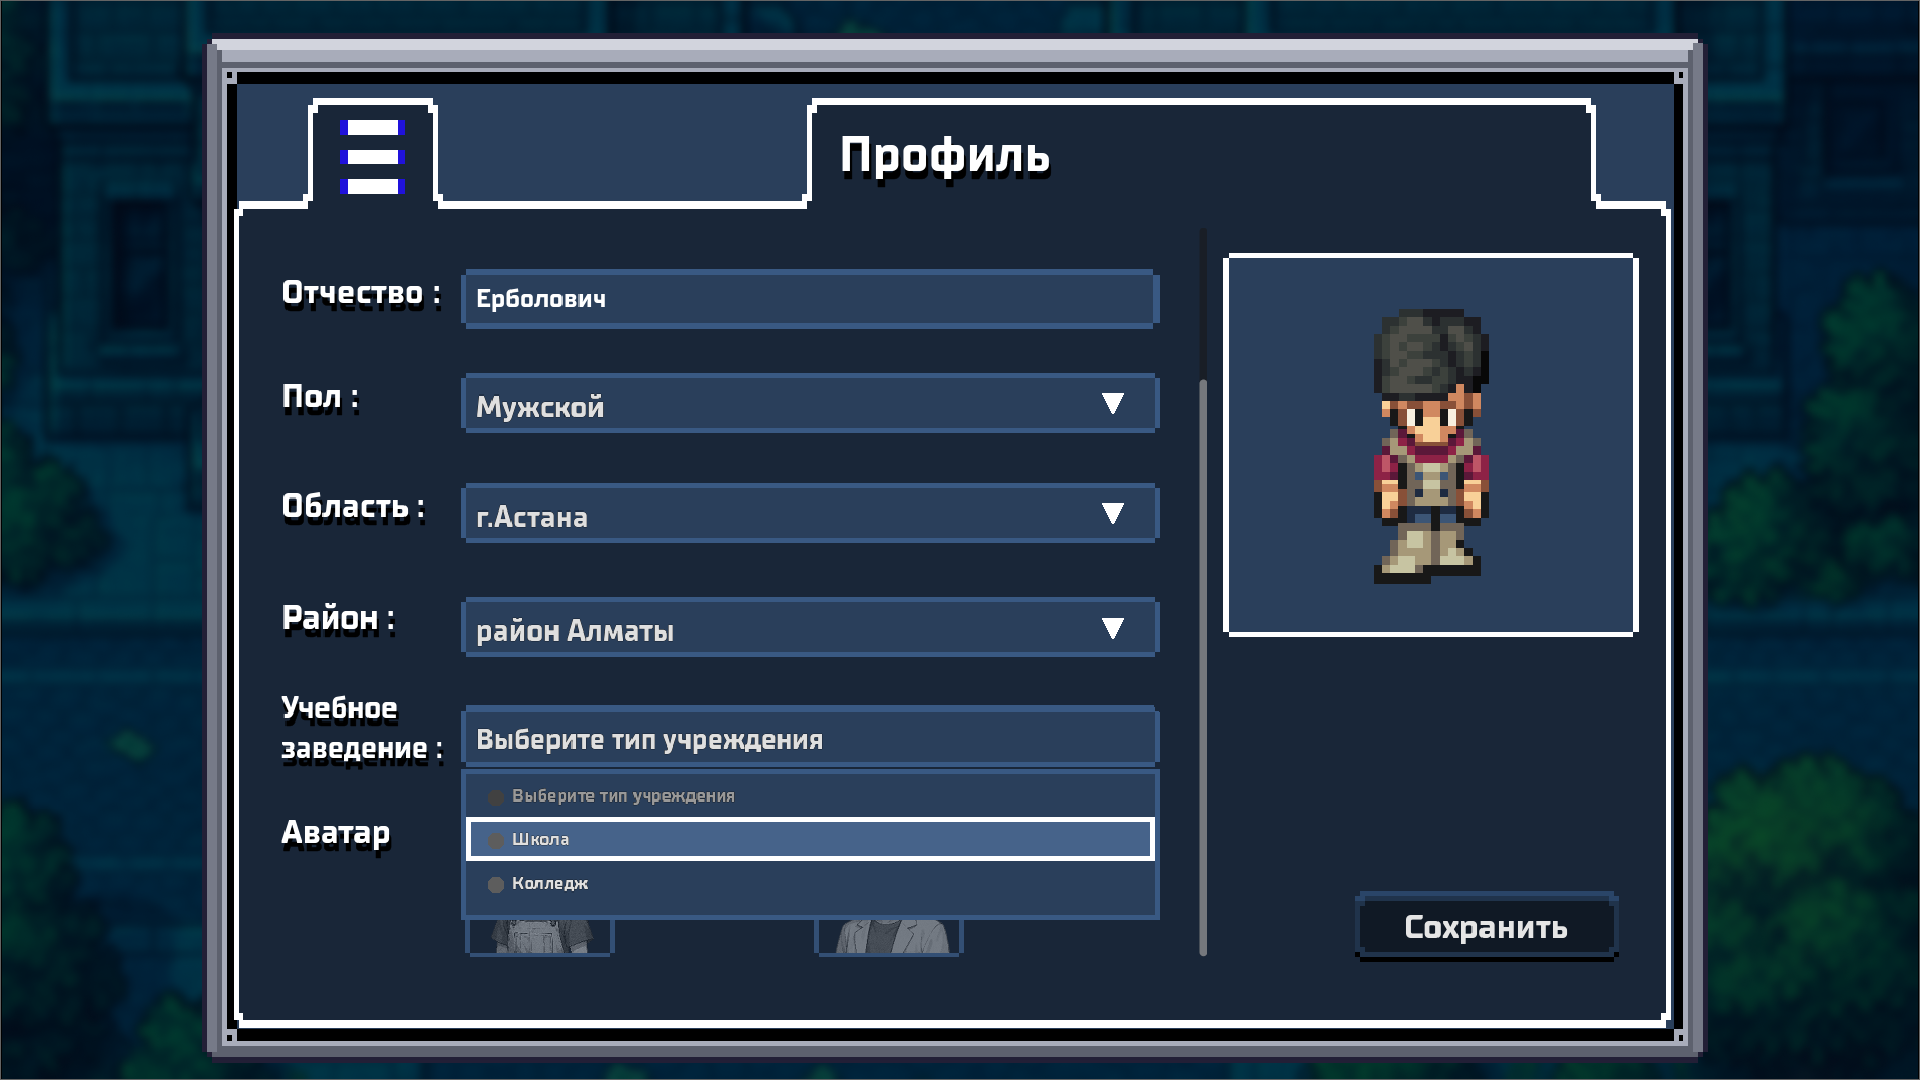 Профиль
Отчество :
Ерболович
Пол :
Мужской
Область :
г.Астана
Район :
район Алматы
Учебное
заведение :
Выберите тип учреждения
Выберите тип учреждения
Школа
Колледж
Аватар
Сохранить